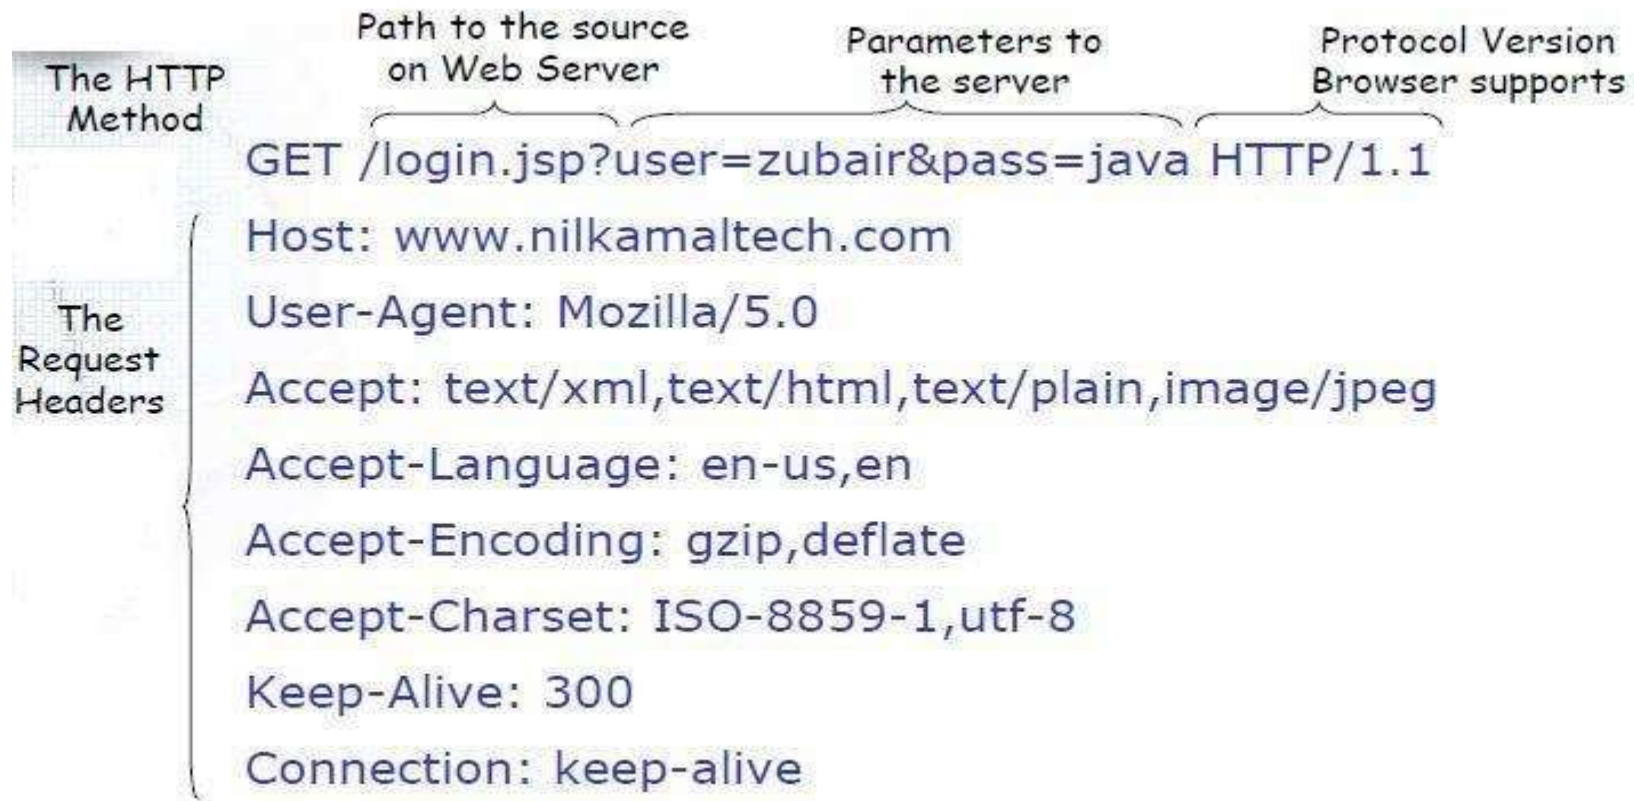 Path to the source
on Web Server
Parameters to
the server
Protocol Version
Browser supports
The HTTP
Method
GET /login.jsp?user=zubair&pass=java HTTP/1.1
Host: www.nilkamaltech.com
User-Agent: Mozilla/5.0
The
Request
Headers
Accept: text/xml,text/html,text/plain,image/jpeg
Accept-Language: en-us,en
Accept-Encoding: gzip,deflate
Accept-Charset: ISO-8859-1,utf-8
Keep-Alive: 300
Connection: keep-alive